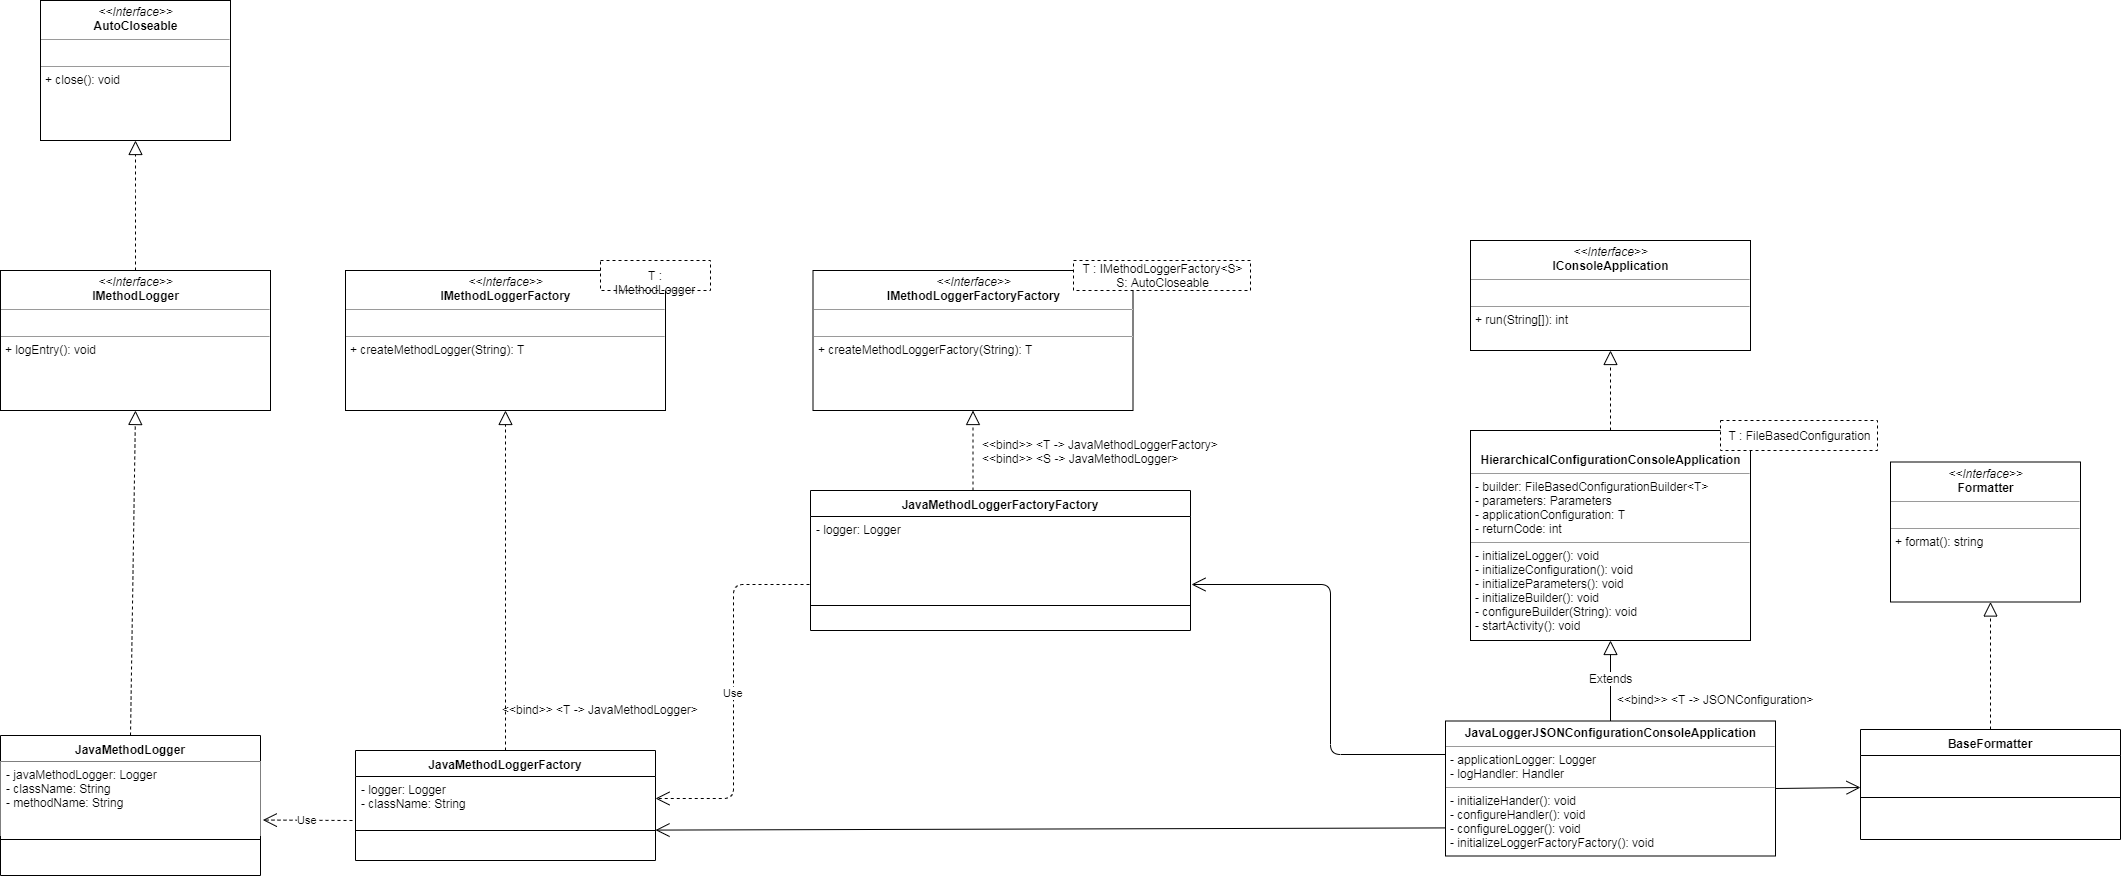 <<Interface>>
AutoCloseable
+ close(): void
<<Interface>>
IMethodLogger
+ logEntry(): void
<<Interface>>
IMethodLoggerFactory
T :
IMethodLogger
+ createMethodLogger(String): T
<<Interface>>
IMethodLoggerFactoryFactory
T : IMethodLoggerFactory<S>
S: AutoCloseable
+ createMethodLoggerFactory(String): T
<<Interface>>
IConsoleApplication
+ run(String[]): int
<<bind>> <T -> JavaMethodLoggerFactory>
<<bind>> <S -> JavaMethodLogger>
T : FileBasedConfiguration
HierarchicalConfigurationConsoleApplication
- builder: FileBasedConfigurationBuilder<T>
- parameters: Parameters
- applicationConfiguration: T
- returnCode: int
- initializeLogger(): void
- initializeConfiguration(): void
- initializeParameters(): void
- initializeBuilder(): void
- configureBuilder(String): void
- startActivity(): void
<<Interface>>
Formatter
+ format(): string
JavaMethodLoggerFactoryFactory
- logger: Logger
Use
Extends
<<bind>> <T -> JSONConfiguration>
<<bind>> <T -> JavaMethodLogger>
JavaMethodLogger
- javaMethodLogger: Logger
- className: String
- methodName: String
Use
JavaMethodLoggerFactory
- logger: Logger
- className: String
JavaLoggerJSONConfigurationConsoleApplication
- applicationLogger: Logger
- logHandler: Handler
- initializeHander(): void
- configureHandler(): void
- configureLogger(): void
- initializeLoggerFactoryFactory(): void
BaseFormatter